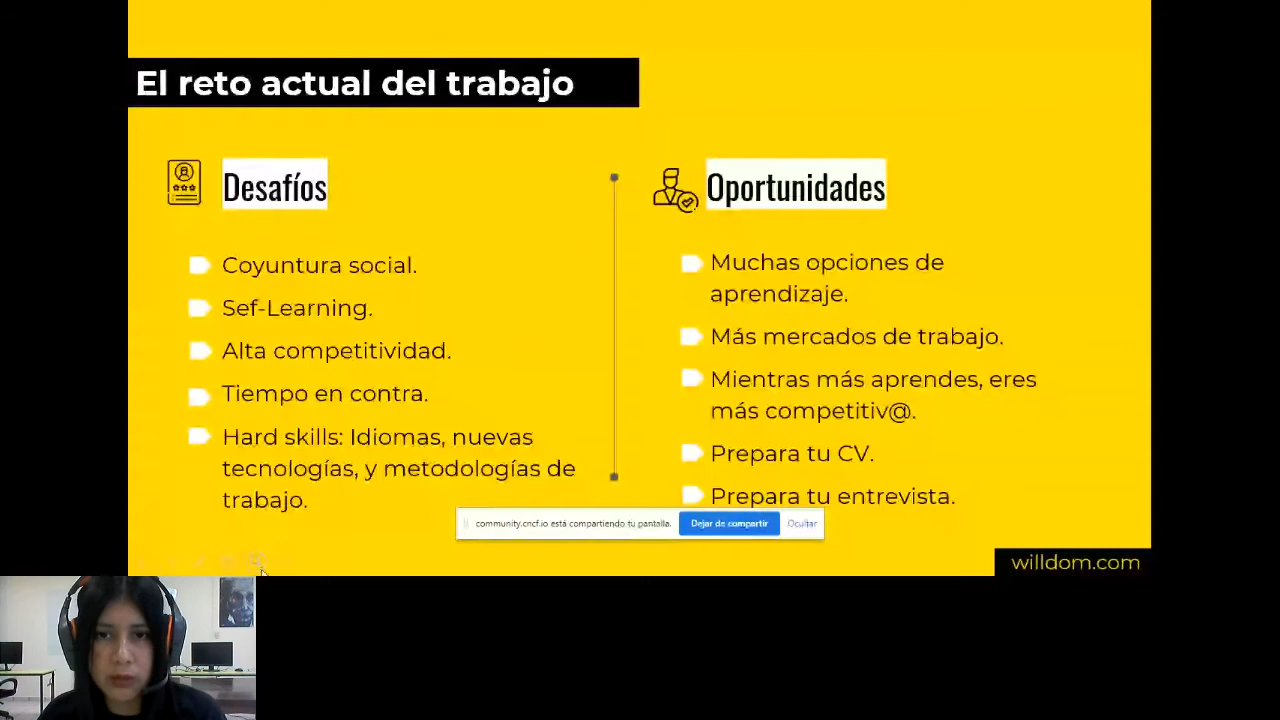 El reto actual del trabajo
Desafíos
Coyuntura social.
Sef-Learning.
Alta competitividad.
Tiempo en contra.
Hard skills: Idiomas, nuevas
tecnologías, y metodologías de
trabajo.
Oportunidades
Muchas opciones de
aprendizaje.
Más mercados de trabajo.
Mientras más aprendes, eres
más competitiv@.
Prepara tu CV.
Prepara tu entrevista.
community.cncf.io está compartiendo tu pantalla.
Dejar de compartir
Ocultar
willdom.com